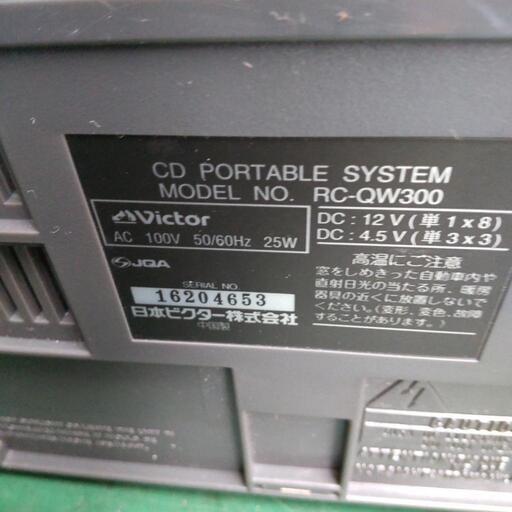 CD PORTABLE SYSTEM
MODEL NO. RC-QW300
Victor
AC 100V 50/60Hz 25W
DC : 12 V (単1×8)
DC : 4.5 V (単3×3)
JQA
SERIAL NO
16204653
日本ビクター株式会社
中国製
高温にご注意
窓をしめきった自動車内や
直射日光の当たる所、暖房
器具の近くに放置しないで
ください。(変形、変色、故障
することがあります。)